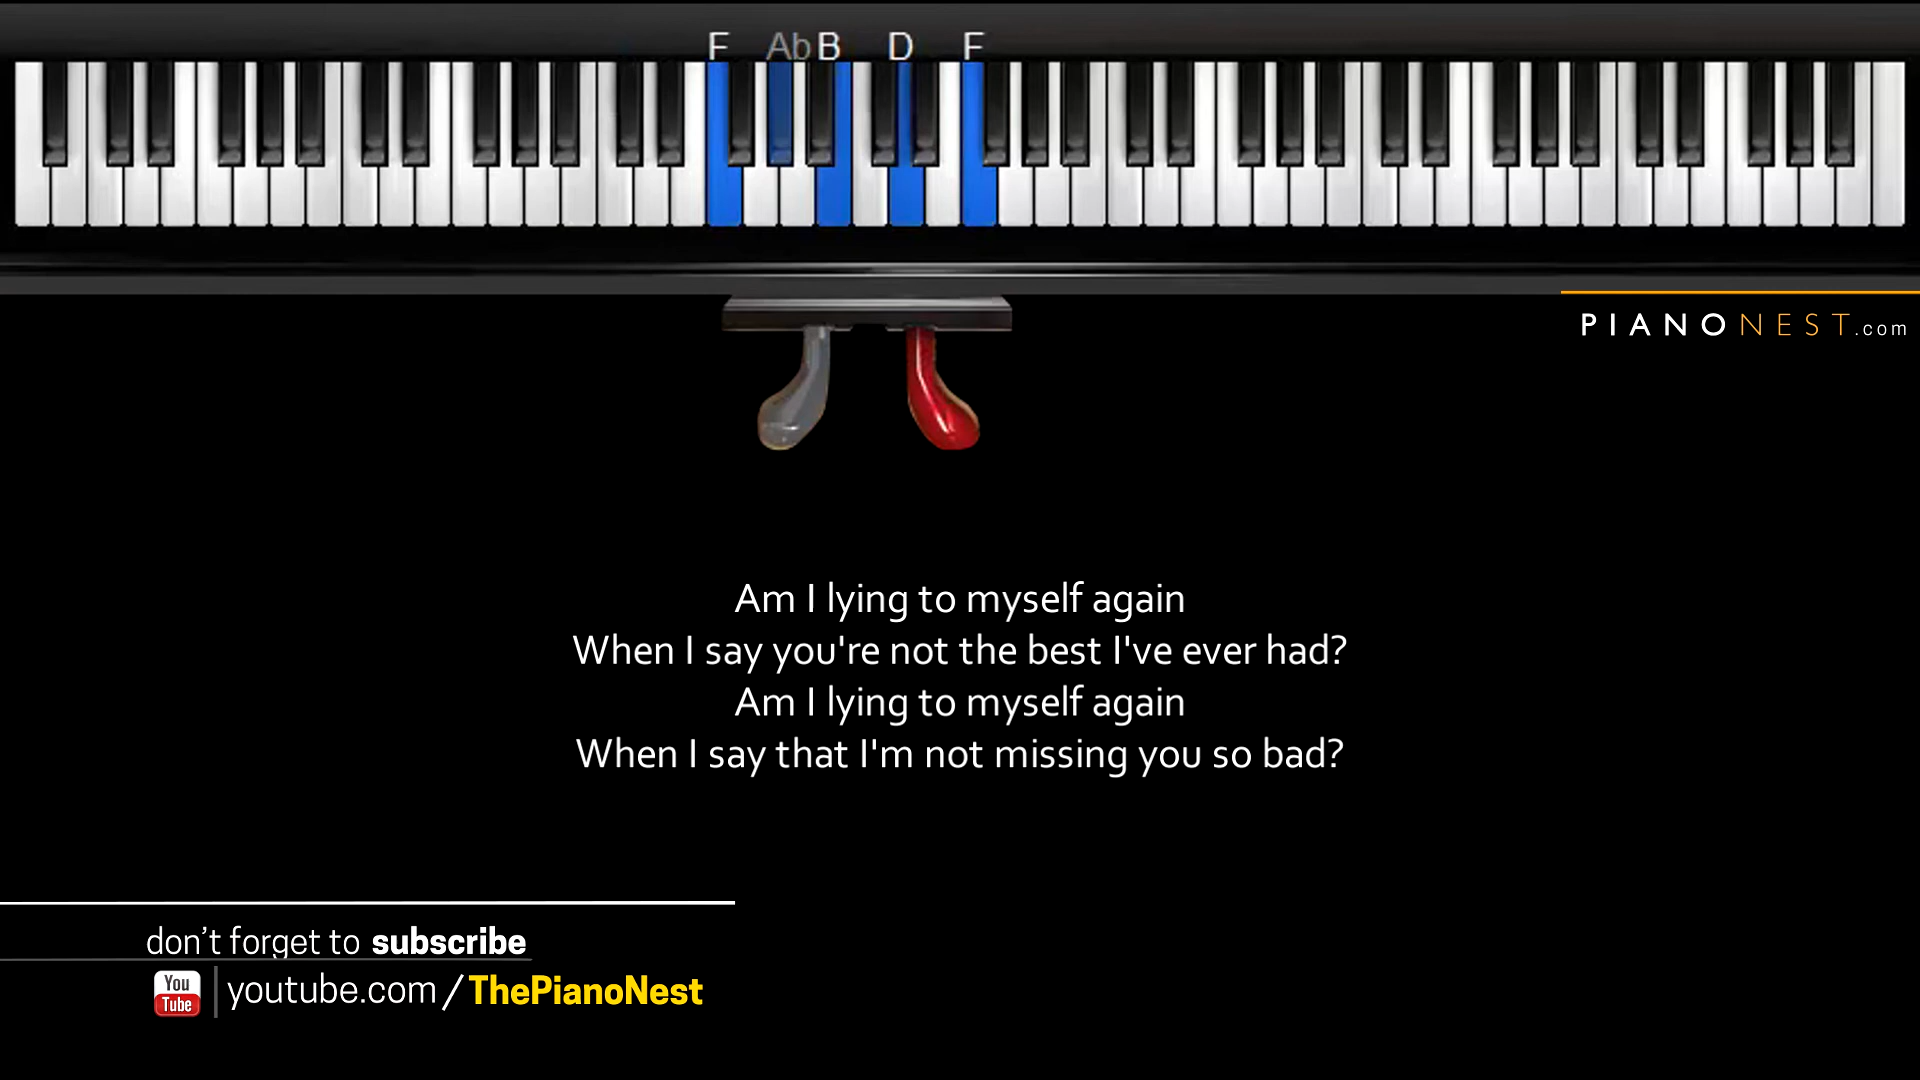 F Ab B D F
PIANONEST.com
Am I lying to myself again
When I say you're not the best I've ever had?
Am I lying to myself again
When I say that I'm not missing you so bad?
don't forget to subscribe
You
Tube
youtube.com/ThePianoNest